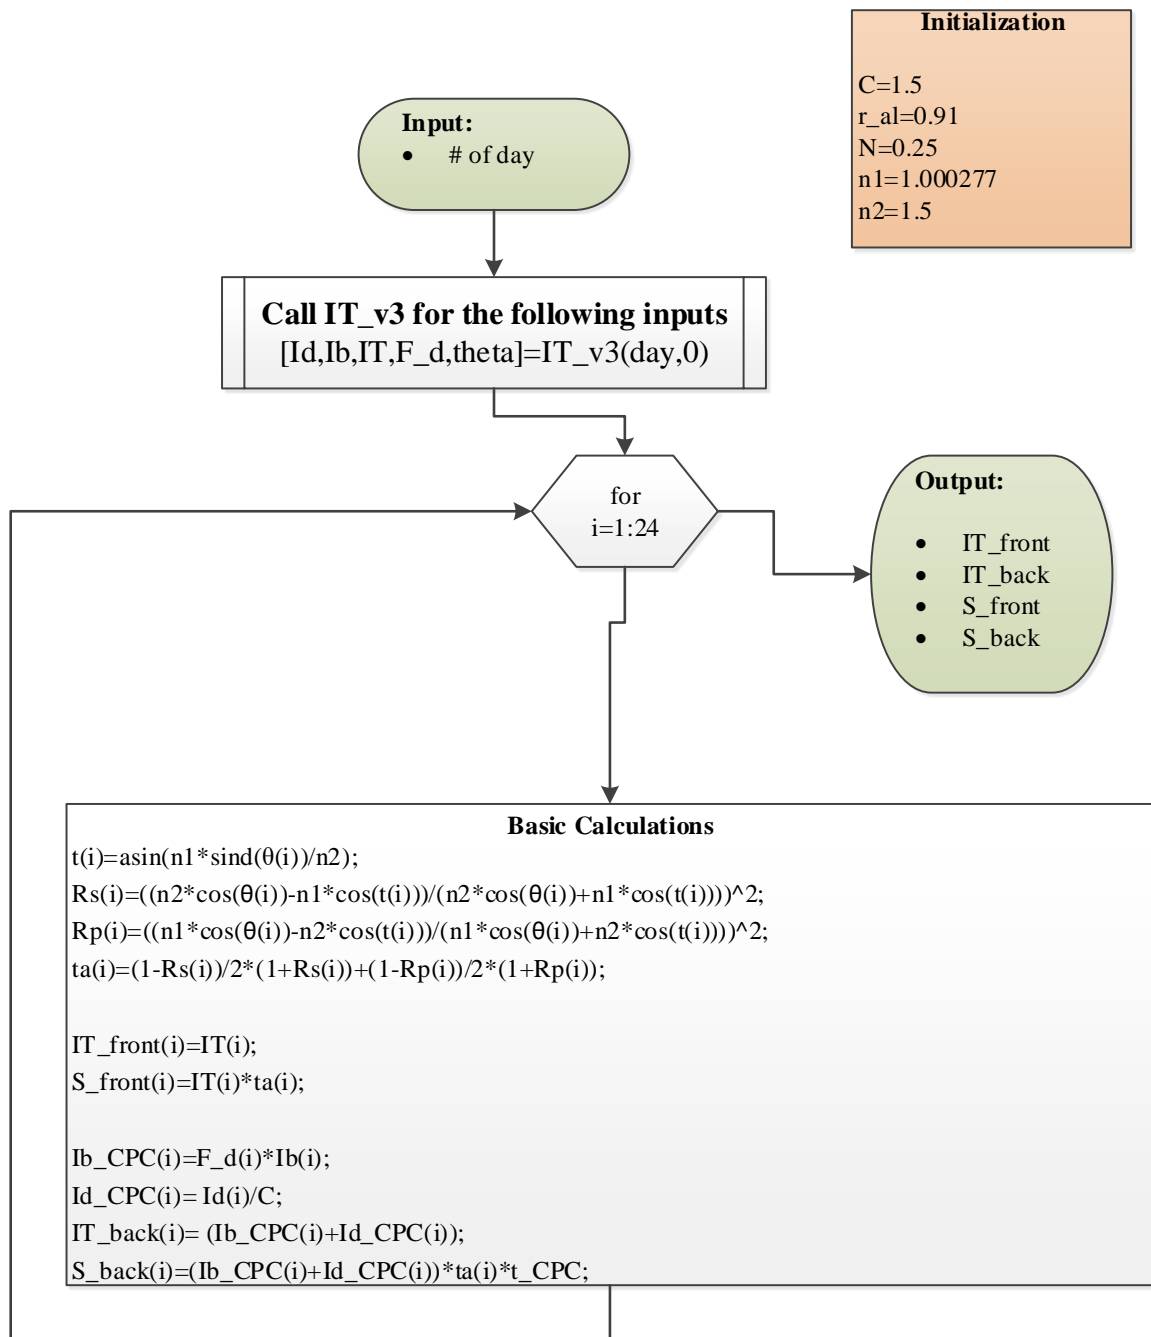 Initialization
C=1.5
r_al=0.91
N=0.25
n1=1.000277
n2=1.5
Input:
• # of day
Call IT_v3 for the following inputs
[Id,Ib,IT,F_d,theta]=IT_v3(day,0)
for
i=1:24
Output:
• IT_front
• IT_back
• S_front
• S_back
Basic Calculations
t(i)=asin(n1*sind(θ(i))/n2);
Rs(i)=((n2*cos(θ(i))-n1*cos(t(i)))/(n2*cos(θ(i))+n1*cos(t(i))))^2;
Rp(i)=((n1*cos(θ(i))-n2*cos(t(i)))/(n1*cos(θ(i))+n2*cos(t(i))))^2;
ta(i)=(1-Rs(i))/2*(1+Rs(i))+(1-Rp(i))/2*(1+Rp(i));
IT_front(i)=IT(i);
S_front(i)=IT(i)*ta(i);
Ib_CPC(i)=F_d(i)*Ib(i);
Id_CPC(i)= Id(i)/C;
IT_back(i)= (Ib_CPC(i)+Id_CPC(i));
S_back(i)=(Ib_CPC(i)+Id_CPC(i))*ta(i)*t_CPC;